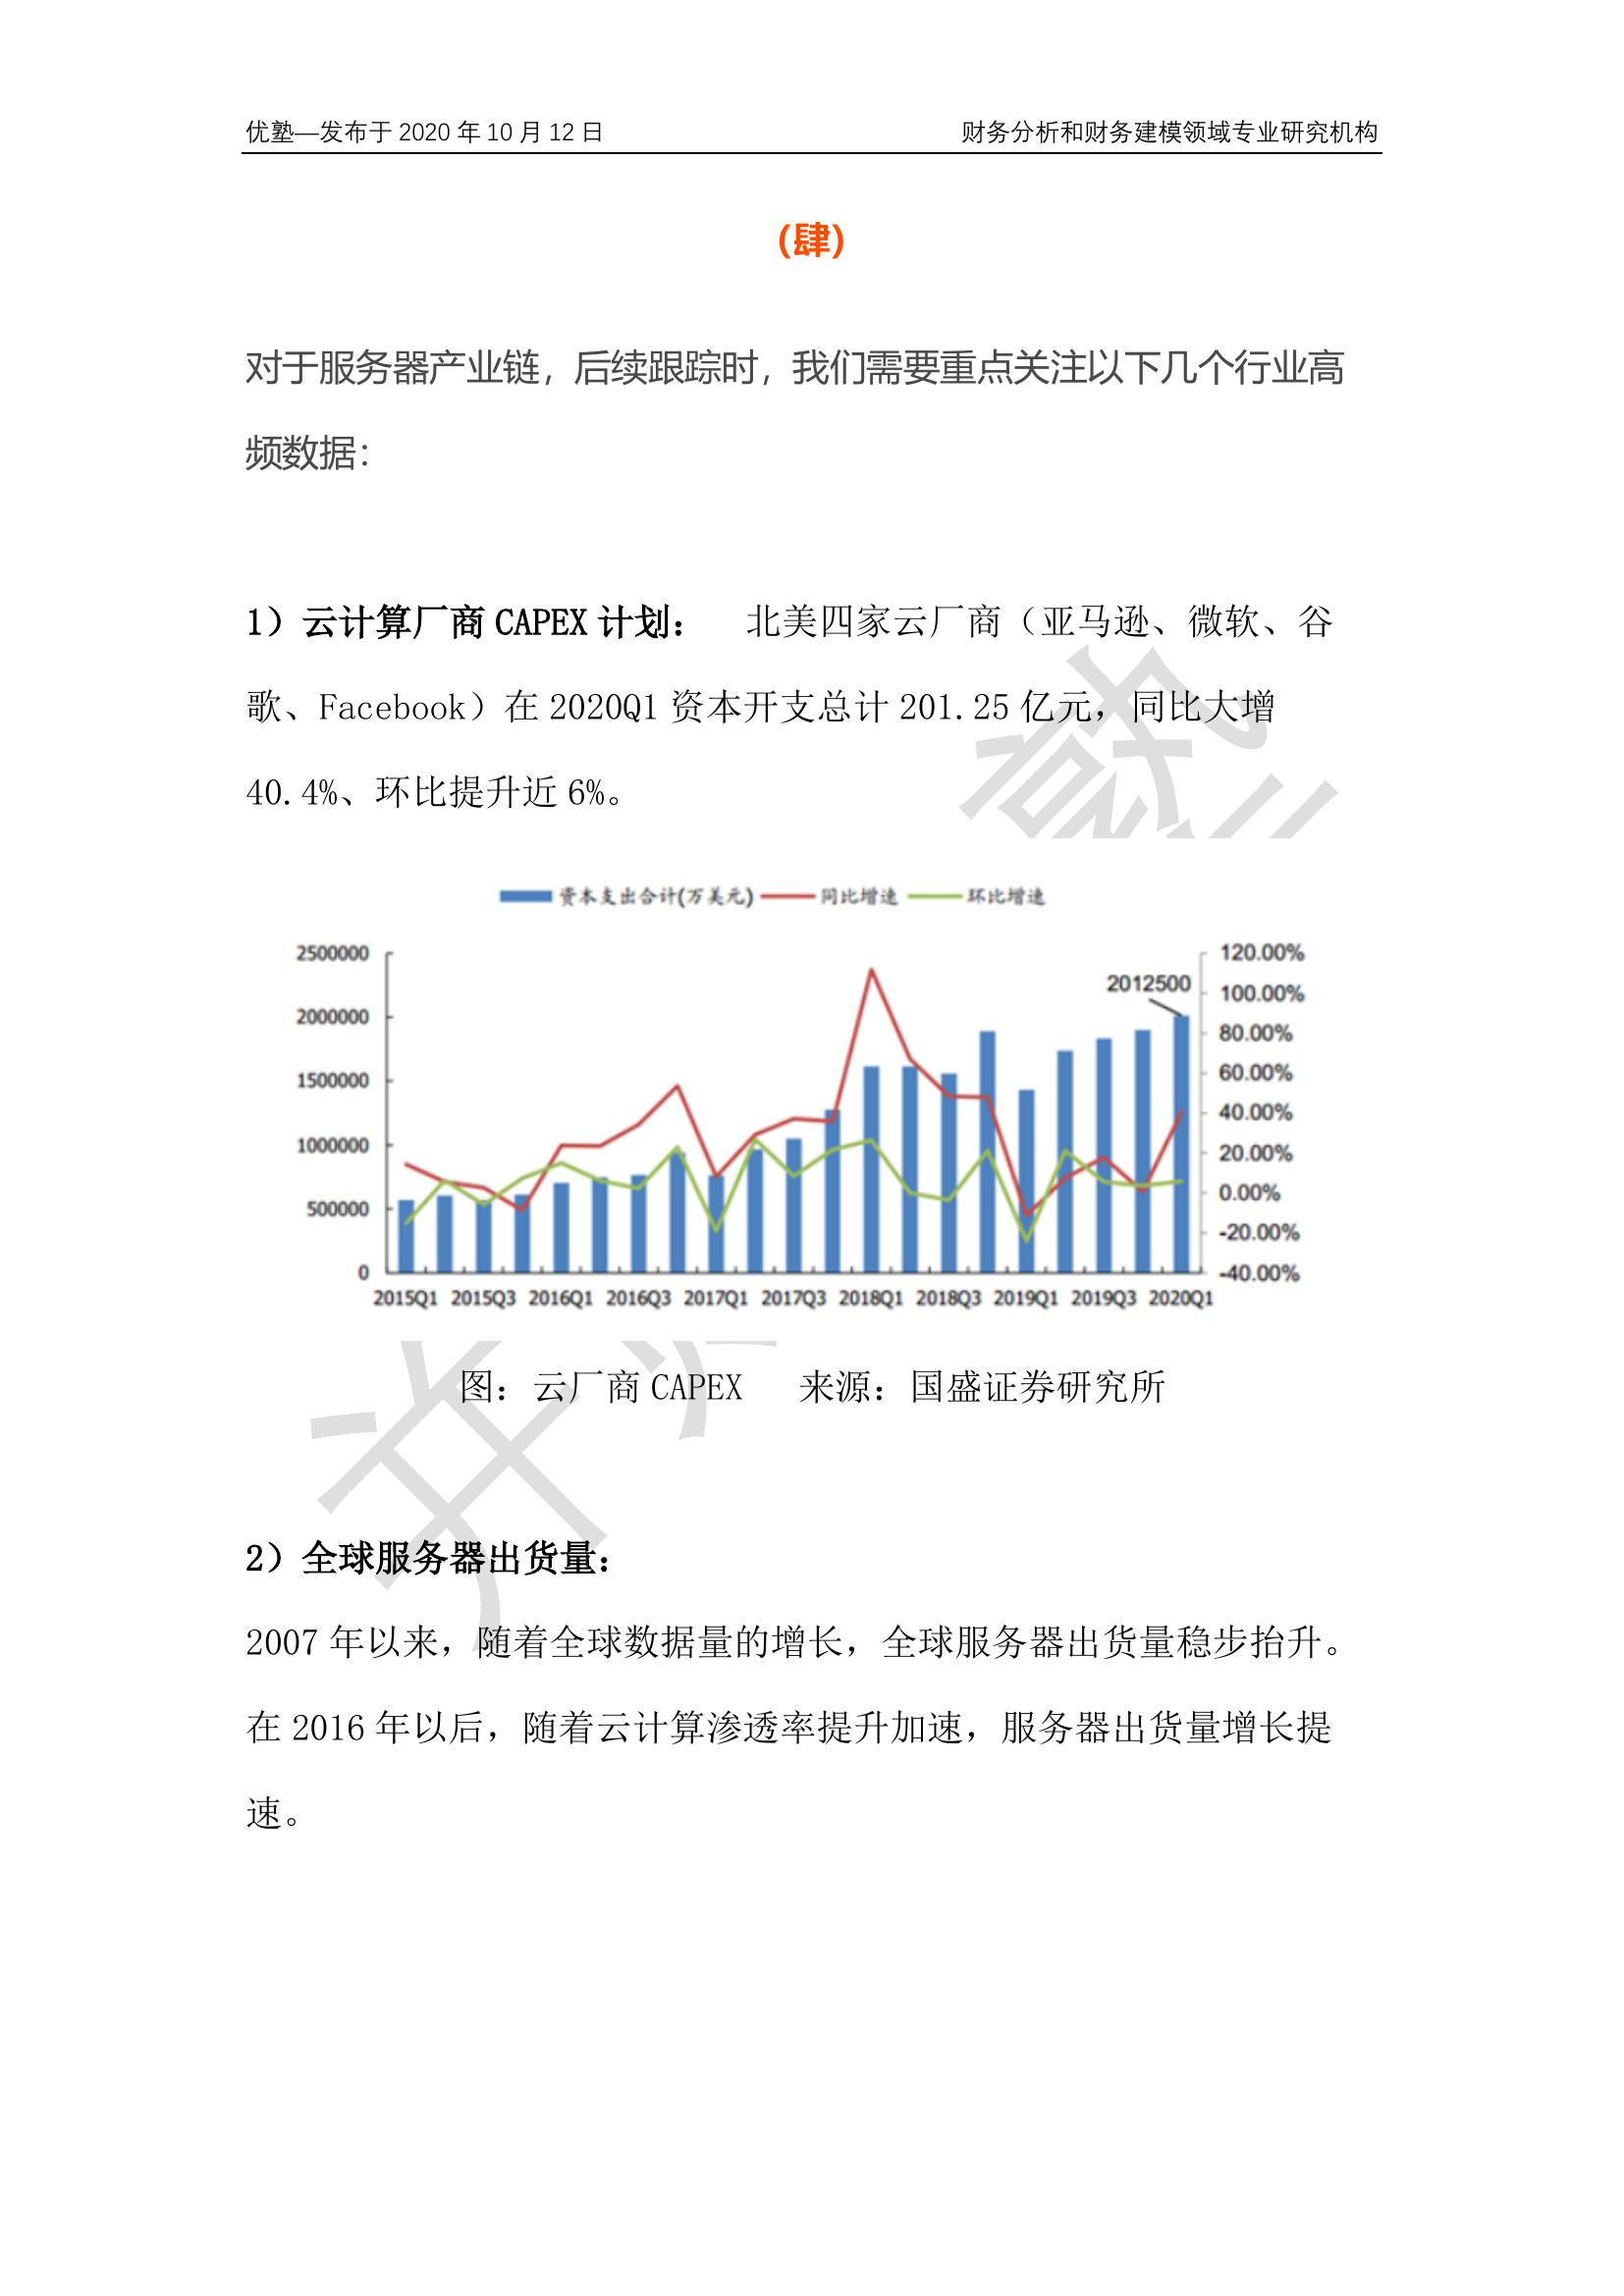 优塾—发布于 2020 年 10 月 12 日
财务分析和财务建模领域专业研究机构
(肆)
对于服务器产业链，后续跟踪时，我们需要重点关注以下几个行业高
频数据：
1）云计算厂商 CAPEX 计划： 北美四家云厂商（亚马逊、微软、谷
歌、Facebook）在 2020Q1 资本开支总计 201.25 亿元，同比大增
40.4%、环比提升近 6%。
资本支出合计(万美元) 同比增速 环比增速
2500000
2000000
1500000
1000000
500000
0
2012500
120.00%
100.00%
80.00%
60.00%
40.00%
20.00%
0.00%
-20.00%
-40.00%
2015Q1 2015Q3 2016Q1 2016Q3 2017Q1 2017Q3 2018Q1 2018Q3 2019Q1 2019Q3 2020Q1
图：云厂商 CAPEX 来源：国盛证券研究所
2）全球服务器出货量：
2007 年以来，随着全球数据量的增长，全球服务器出货量稳步抬升。
在 2016 年以后，随着云计算渗透率提升加速，服务器出货量增长提
速。